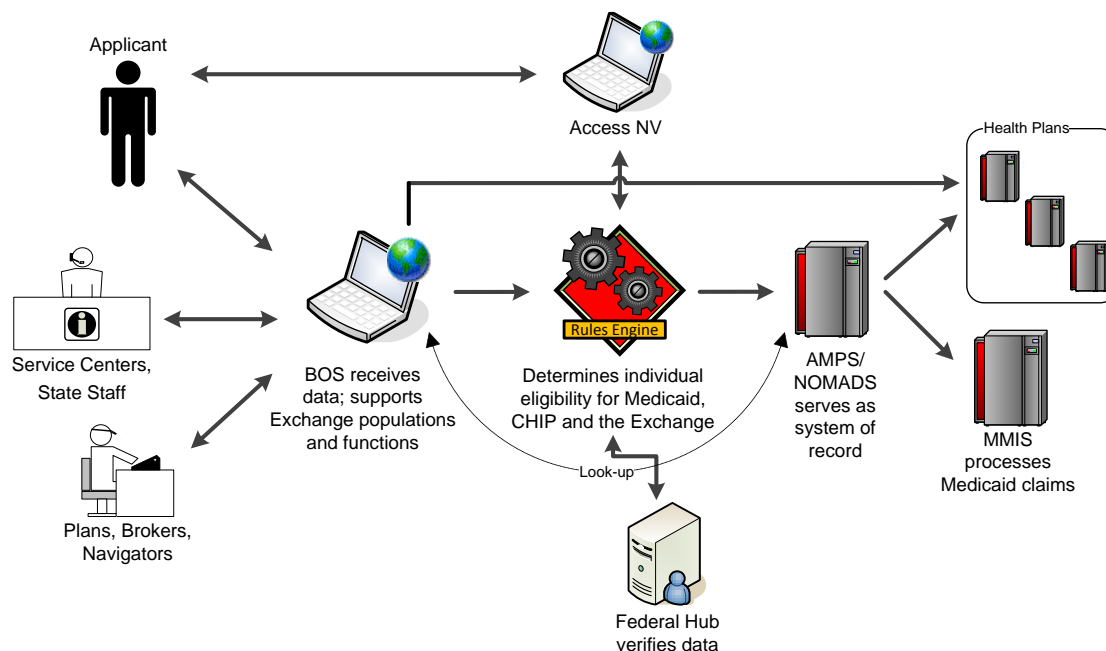 Applicant
Access NV
Health Plans
Service Centers,
State Staff
Plans, Brokers,
Navigators
BOS receives
data; supports
Exchange populations
and functions
Rules Engine
Determines individual
eligibility for Medicaid,
CHIP and the Exchange
Look-up
AMPS/
NOMADS
serves as
system of
record
MMIS
processes
Medicaid claims
Federal Hub
verifies data